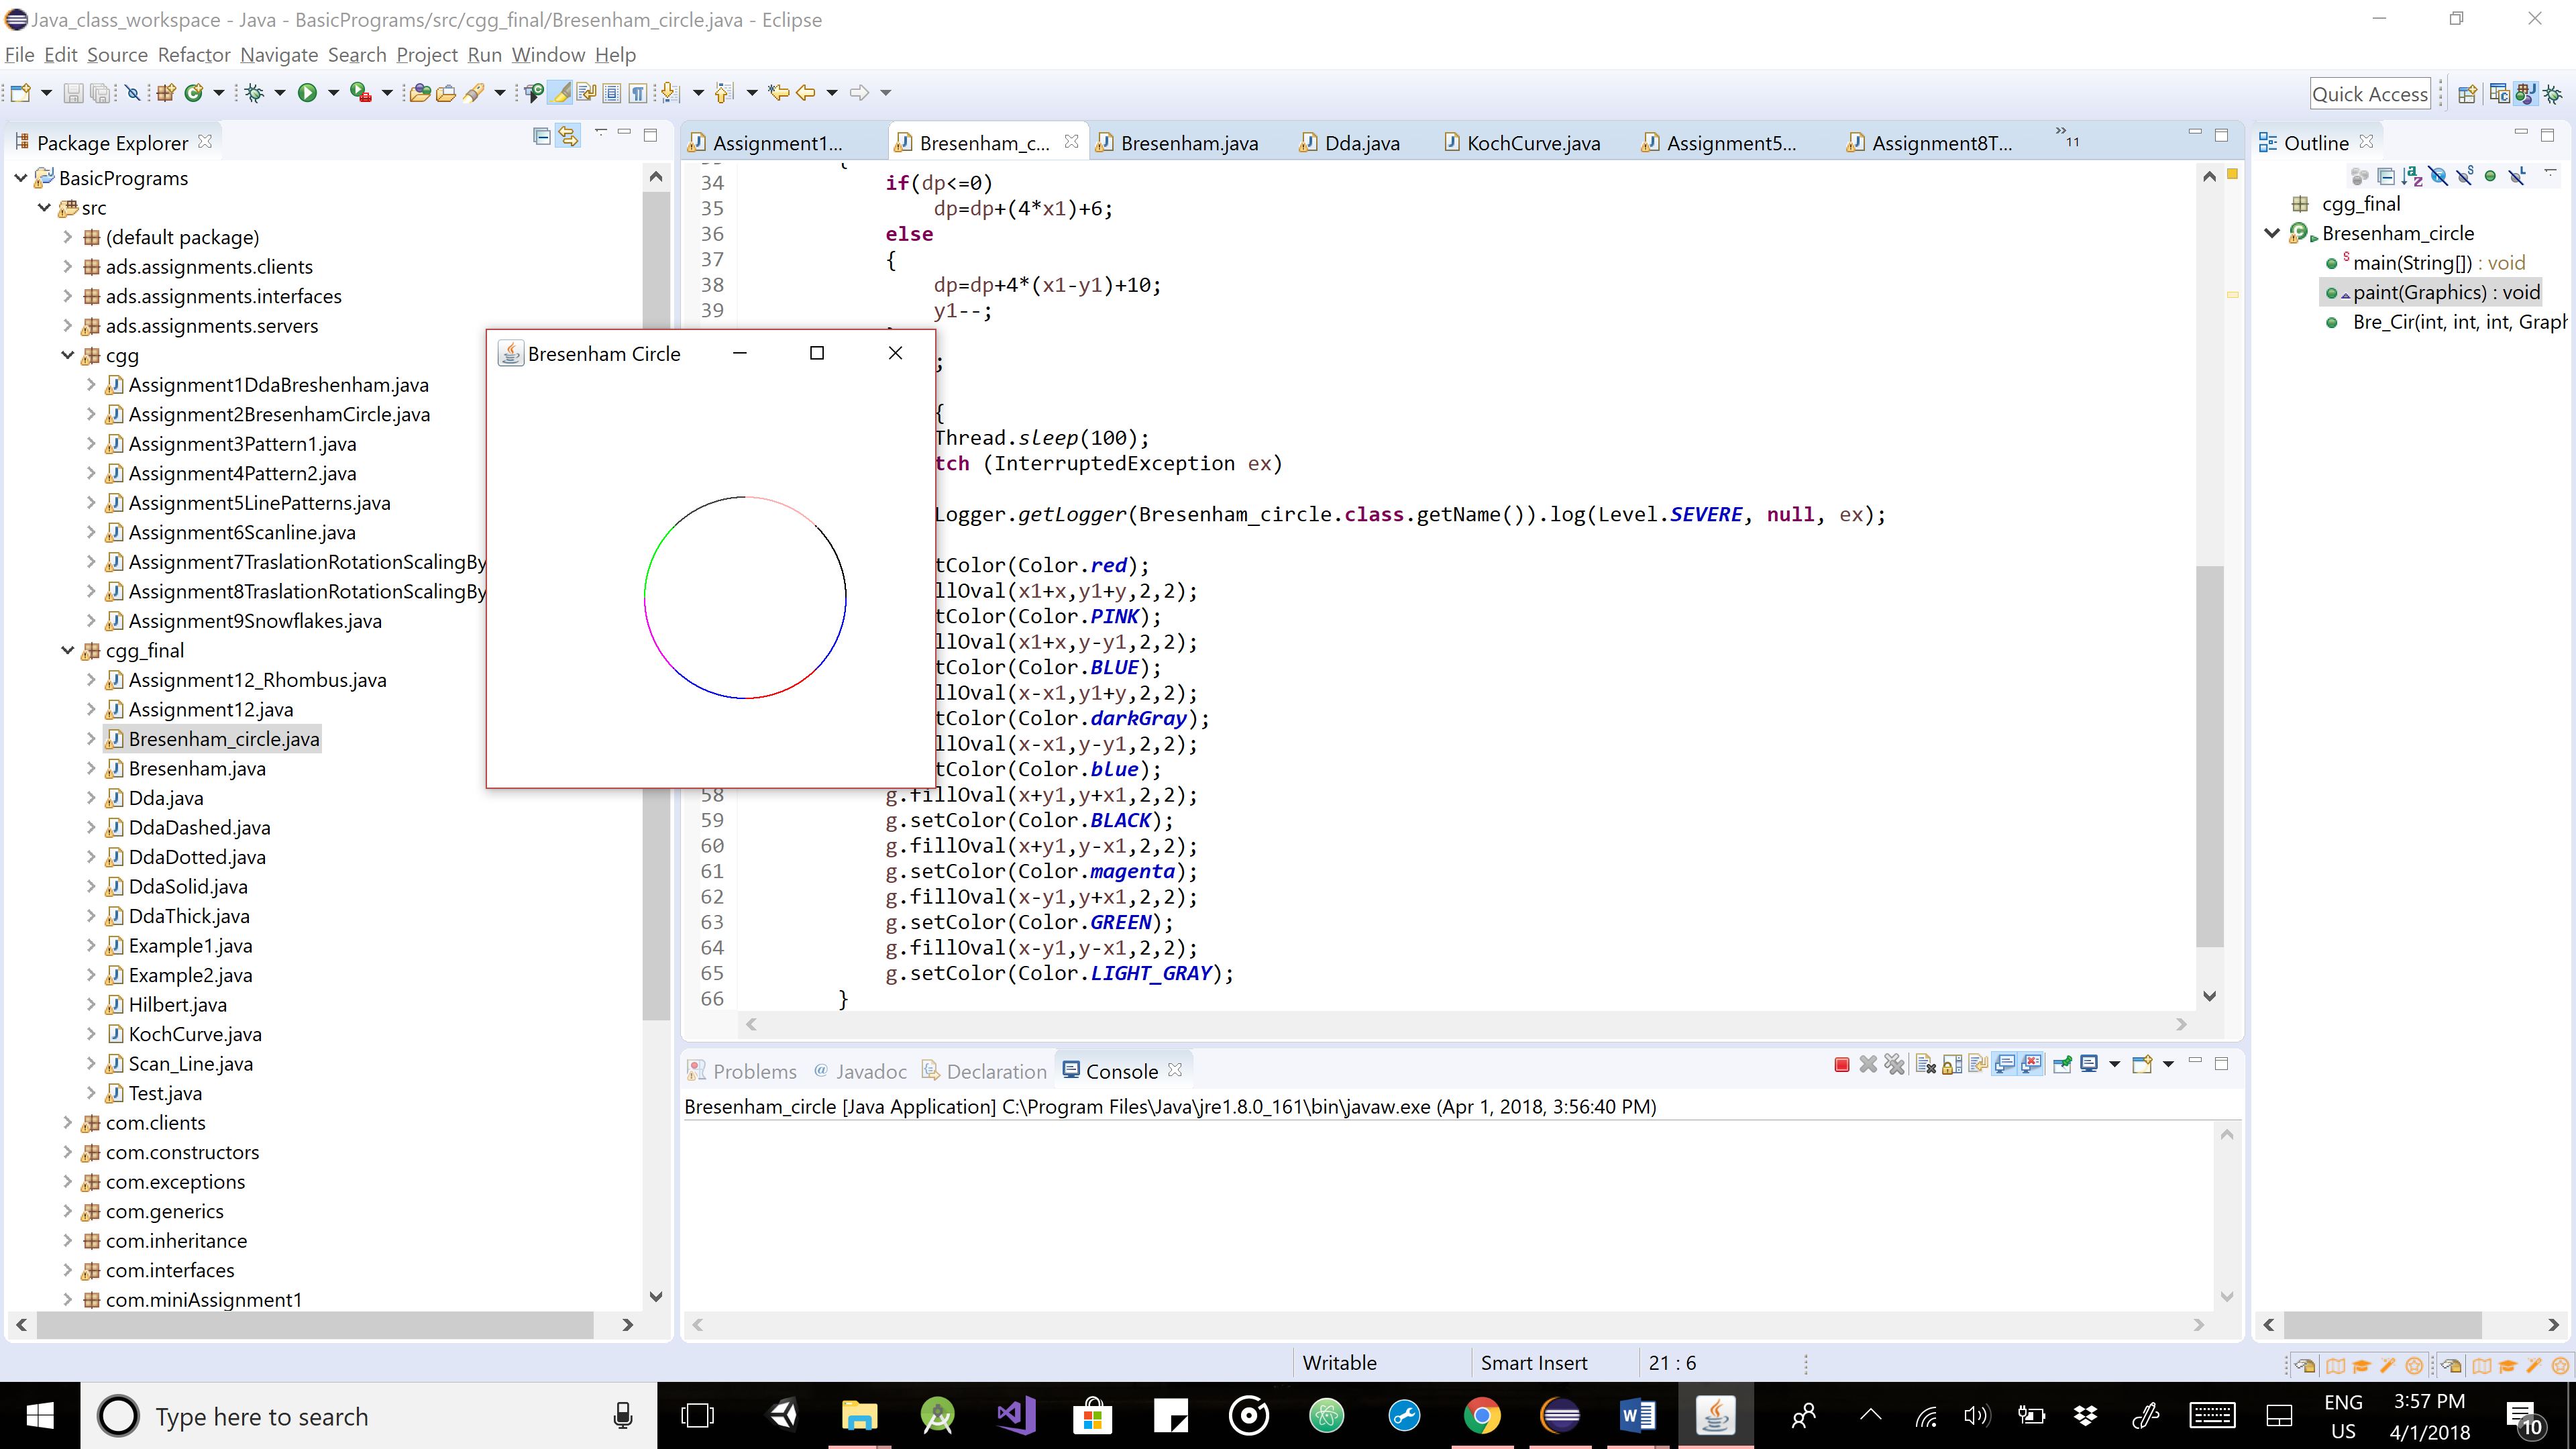 Java_class_workspace - Java - BasicPrograms/src/cgg_final/Bresenham_circle.java - Eclipse
File Edit Source Refactor Navigate Search Project Run Window Help
Quick Access
Package Explorer
BasicPrograms
src
(default package)
ads.assignments.clients
ads.assignments.interfaces
ads.assignments.servers
cgg
Assignment1DdaBreshenham.java
Assignment2BresenhamCircle.java
Assignment3Pattern1.java
Assignment4Pattern2.java
Assignment5LinePatterns.java
Assignment6Scanline.java
Assignment7TraslationRotationScalingBy
Assignment8TraslationRotationScalingBy
Assignment9Snowflakes.java
cgg_final
Assignment12_Rhombus.java
Assignment12.java
Bresenham_circle.java
Bresenham.java
Dda.java
DdaDashed.java
DdaDotted.java
DdaSolid.java
DdaThick.java
Example1.java
Example2.java
Hilbert.java
KochCurve.java
Scan_Line.java
Test.java
com.clients
com.constructors
com.exceptions
com.generics
com.inheritance
com.interfaces
com.miniAssignment1
Bresenham Circle
Assignment1... Bresenham_c... Bresenham.java Dda.java KochCurve.java Assignment5... Assignment8T... »11
34 if(dp<=0)
35 dp=dp+(4*x1)+6;
36 else
37 {
38 dp=dp+4*(x1-y1)+10;
39 y1--;
;
{
Thread.sleep(100);
tch (InterruptedException ex)
Logger.getLogger(Bresenham_circle.class.getName()).log(Level.SEVERE, null, ex);
tColor(Color.red);
llOval(x1+x,y1+y,2,2);
tColor(Color.PINK);
llOval(x1+x,y-y1,2,2);
tColor(Color.BLUE);
llOval(x-x1,y1+y,2,2);
tColor(Color.darkGray);
llOval(x-x1,y-y1,2,2);
tColor(Color.blue);
58 g.fillOval(x+y1,y+x1,2,2);
59 g.setColor(Color.BLACK);
60 g.fillOval(x+y1,y-x1,2,2);
61 g.setColor(Color.magenta);
62 g.fillOval(x-y1,y+x1,2,2);
63 g.setColor(Color.GREEN);
64 g.fillOval(x-y1,y-x1,2,2);
65 g.setColor(Color.LIGHT_GRAY);
66 }
Problems @ Javadoc Declaration Console
Bresenham_circle [Java Application] C:\Program Files\Java\jre1.8.0_161\bin\javaw.exe (Apr 1, 2018, 3:56:40 PM)
Outline
cgg_final
Bresenham_circle
main(String[]) : void
paint(Graphics) : void
Bre_Cir(int, int, int, Graph
Writable Smart Insert 21 : 6
Type here to search
ENG
US
3:57 PM
4/1/2018
10